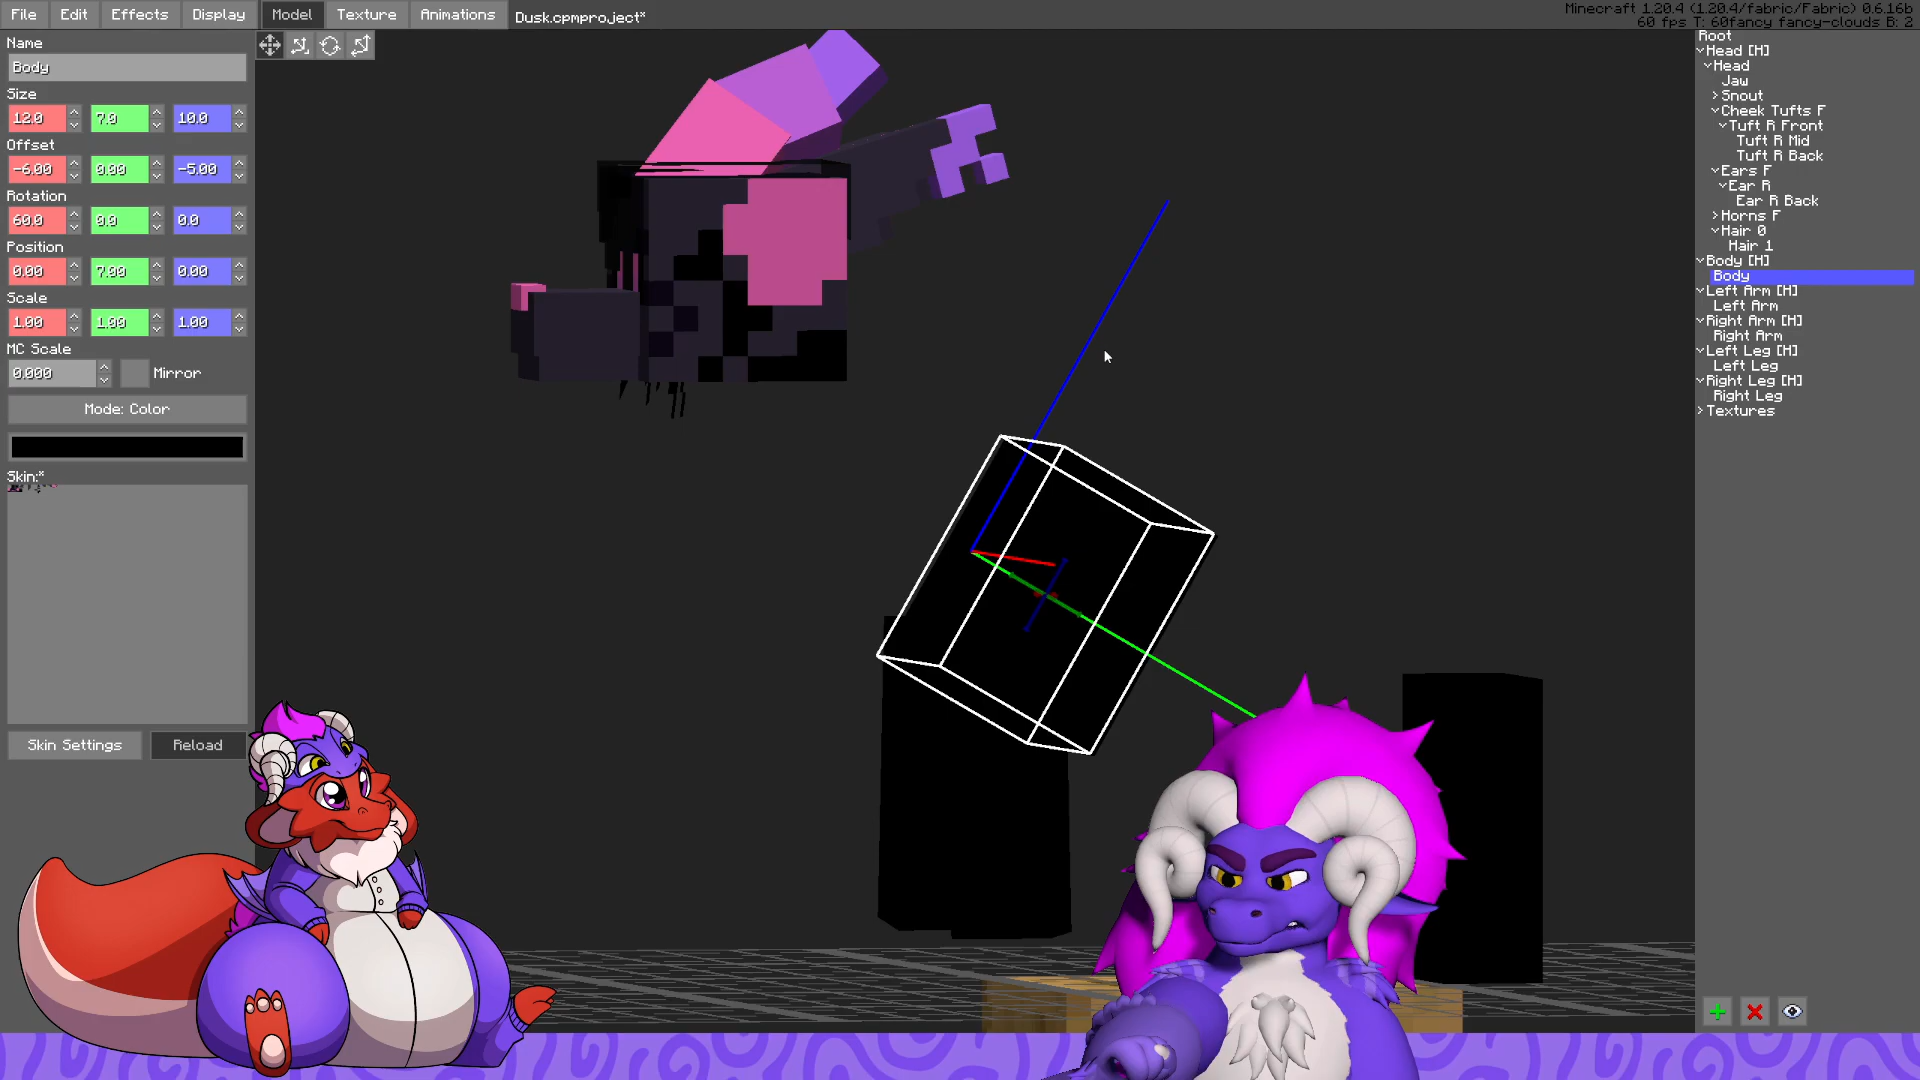 File Edit Effects Display Model Texture Animations Dusk.cpmproject*
Minecraft 1.20.4 (1.20.4/fabric/Fabric) 0.6.16b
60 fps T: 60fancy fancy-clouds B: 2
Name
Body
Size
12.0 7.0 10.0
Offset
-6.00 0.00 -5.00
Rotation
60.0 0.0 0.0
Position
0.00 7.00 0.00
Scale
1.00 1.00 1.00
MC Scale
0.000 Mirror
Mode: Color
Skin:*
Skin Settings Reload
Root
Head [H]
Head
Jaw
Snout
Cheek Tufts F
Tuft R Front
Tuft R Mid
Tuft R Back
Ears F
Ear R
Ear R Back
Horns F
Hair 0
Hair 1
Body [H]
Body
Left Arm [H]
Left Arm
Right Arm [H]
Right Arm
Left Leg [H]
Left Leg
Right Leg [H]
Right Leg
Textures